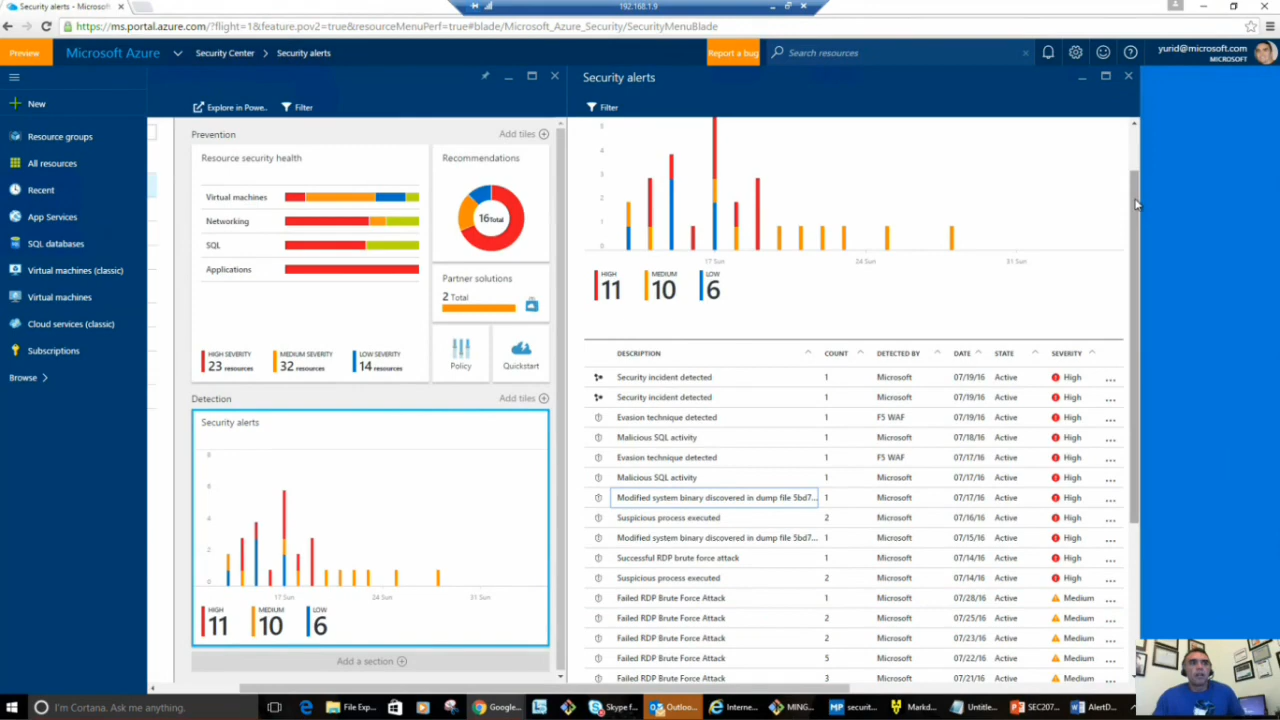 Security alerts
192.168.1.9
https://ms.portal.azure.com/?flight=1&feature.pov2=true&resourceMenuPerf=true#blade/Microsoft_Azure_Security/SecurityMenuBlade
Preview
Microsoft Azure
Security Center
Security alerts
Report a bug
Search resources
yurid@microsoft.com
MICROSOFT
New
Resource groups
All resources
Recent
App Services
SQL databases
Virtual machines (classic)
Virtual machines
Cloud services (classic)
Subscriptions
Browse
Explore in Powe..
Filter
Prevention
Add tiles
Resource security health
Virtual machines
Networking
SQL
Applications
HIGH SEVERITY
23 resources
MEDIUM SEVERITY
32 resources
LOW SEVERITY
14 resources
Recommendations
16 Total
Partner solutions
2 Total
Policy
Quickstart
Detection
Add tiles
Security alerts
8
6
4
2
0
17 Sun
24 Sun
31 Sun
HIGH
11
MEDIUM
10
LOW
6
Add a section
Security alerts
Filter
5
4
3
2
1
0
17 Sun
24 Sun
31 Sun
HIGH
11
MEDIUM
10
LOW
6
DESCRIPTION COUNT DETECTED BY DATE STATE SEVERITY
Security incident detected 1 Microsoft 07/19/16 Active High ...
Security incident detected 1 Microsoft 07/19/16 Active High ...
Evasion technique detected 1 F5 WAF 07/19/16 Active High ...
Malicious SQL activity 1 Microsoft 07/18/16 Active High ...
Evasion technique detected 1 F5 WAF 07/17/16 Active High ...
Malicious SQL activity 1 Microsoft 07/17/16 Active High ...
Modified system binary discovered in dump file 5bd7... 1 Microsoft 07/17/16 Active High ...
Suspicious process executed 2 Microsoft 07/16/16 Active High ...
Modified system binary discovered in dump file 5bd7... 1 Microsoft 07/15/16 Active High ...
Successful RDP brute force attack 1 Microsoft 07/14/16 Active High ...
Suspicious process executed 2 Microsoft 07/14/16 Active High ...
Failed RDP Brute Force Attack 1 Microsoft 07/28/16 Active Medium ...
Failed RDP Brute Force Attack 2 Microsoft 07/25/16 Active Medium ...
Failed RDP Brute Force Attack 2 Microsoft 07/23/16 Active Medium ...
Failed RDP Brute Force Attack 5 Microsoft 07/22/16 Active Medium ...
Failed RDP Brute Force Attack 3 Microsoft 07/21/16 Active Medium ...
I'm Cortana. Ask me anything.
File Exp...
Google...
Skype f...
Outloo...
Interne...
MING...
securit...
Markd...
Untitle...
SEC207...
AlertD...